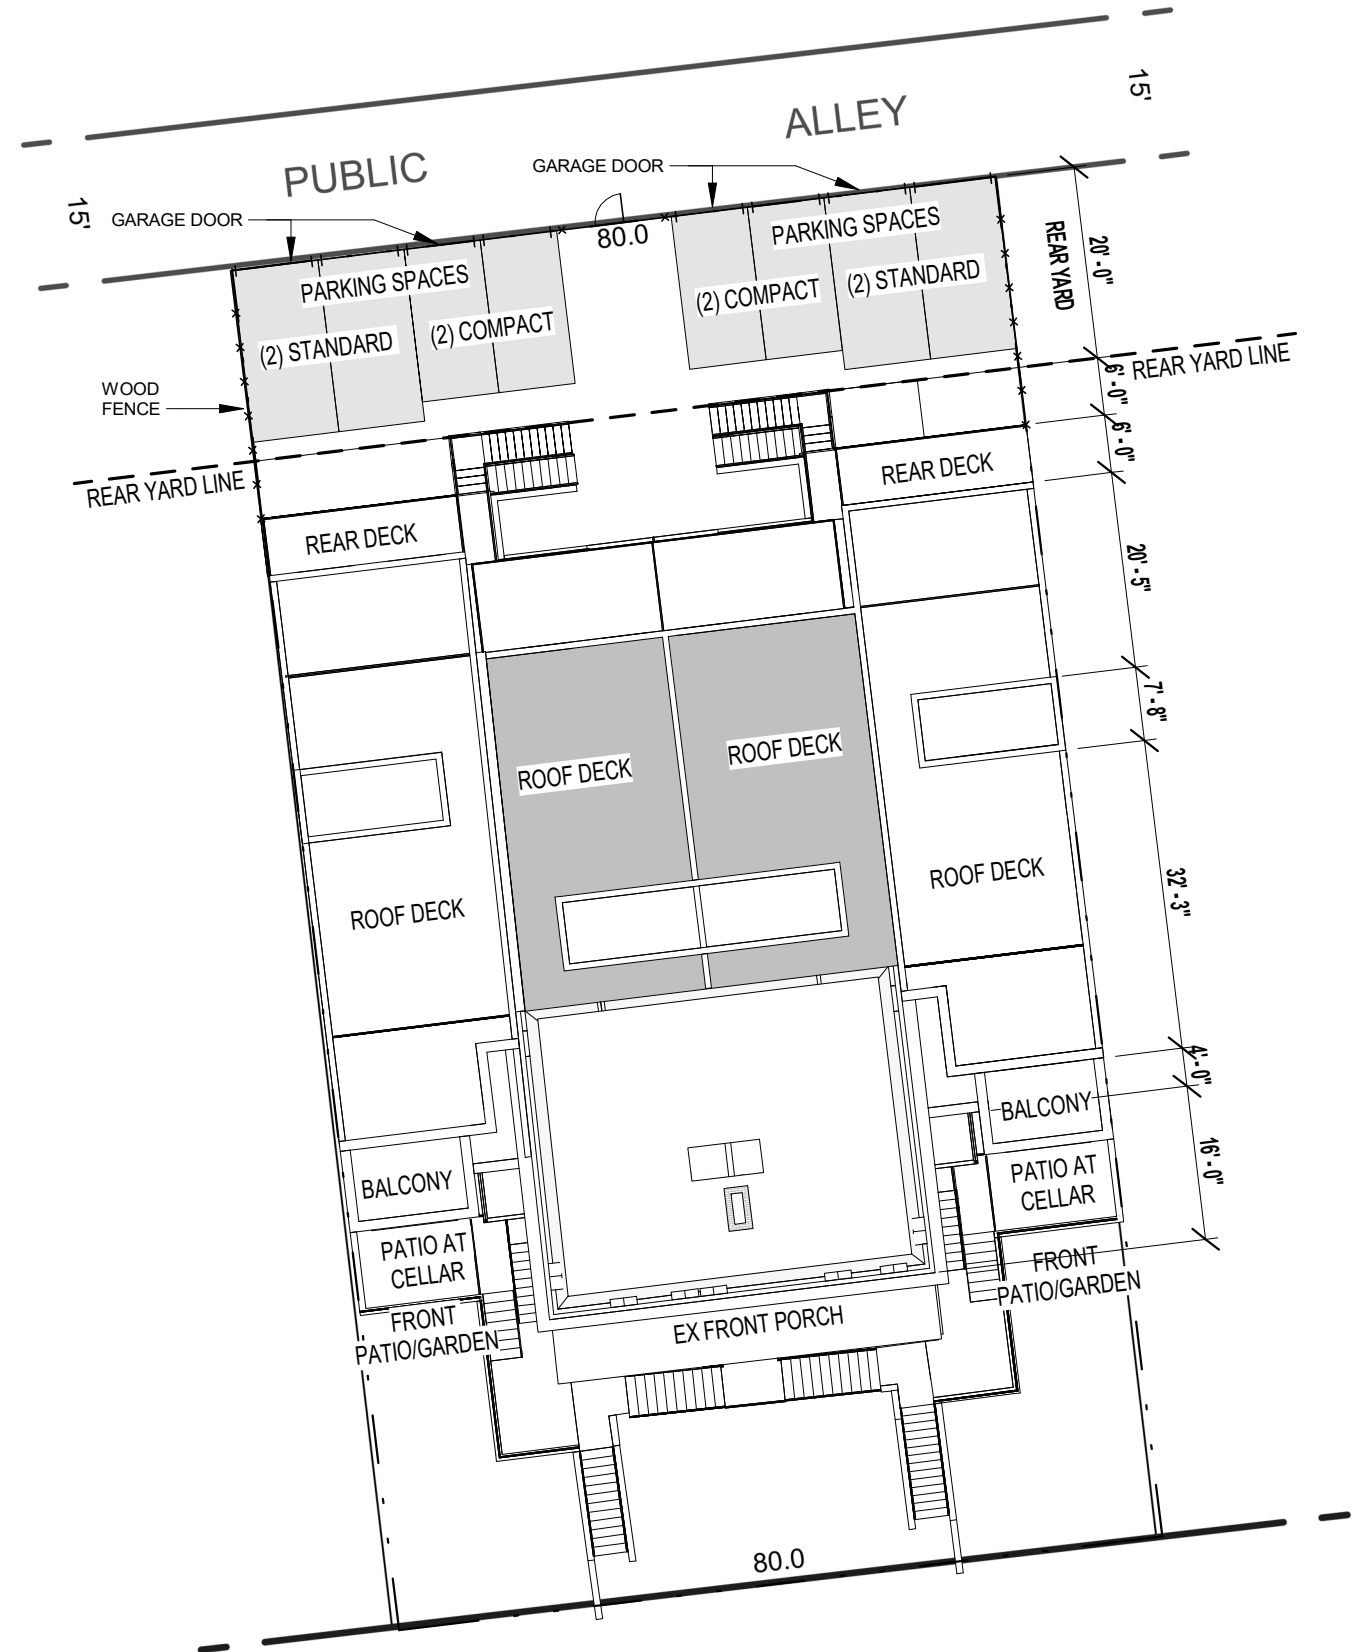 15'
ALLEY
PUBLIC
GARAGE DOOR
15'
GARAGE DOOR
80.0
PARKING SPACES
PARKING SPACES
(2) COMPACT
(2) STANDARD
(2) STANDARD
(2) COMPACT
REAR YARD
20' - 0"
WOOD
FENCE
REAR YARD LINE
6' - 0"
6' - 0"
REAR YARD LINE
REAR DECK
REAR DECK
20' - 5"
7' - 8"
ROOF DECK
ROOF DECK
ROOF DECK
ROOF DECK
32' - 3"
4' - 0"
BALCONY
16' - 0"
BALCONY
PATIO AT
CELLAR
PATIO AT
CELLAR
FRONT
PATIO/GARDEN
FRONT
PATIO/GARDEN
EX FRONT PORCH
80.0